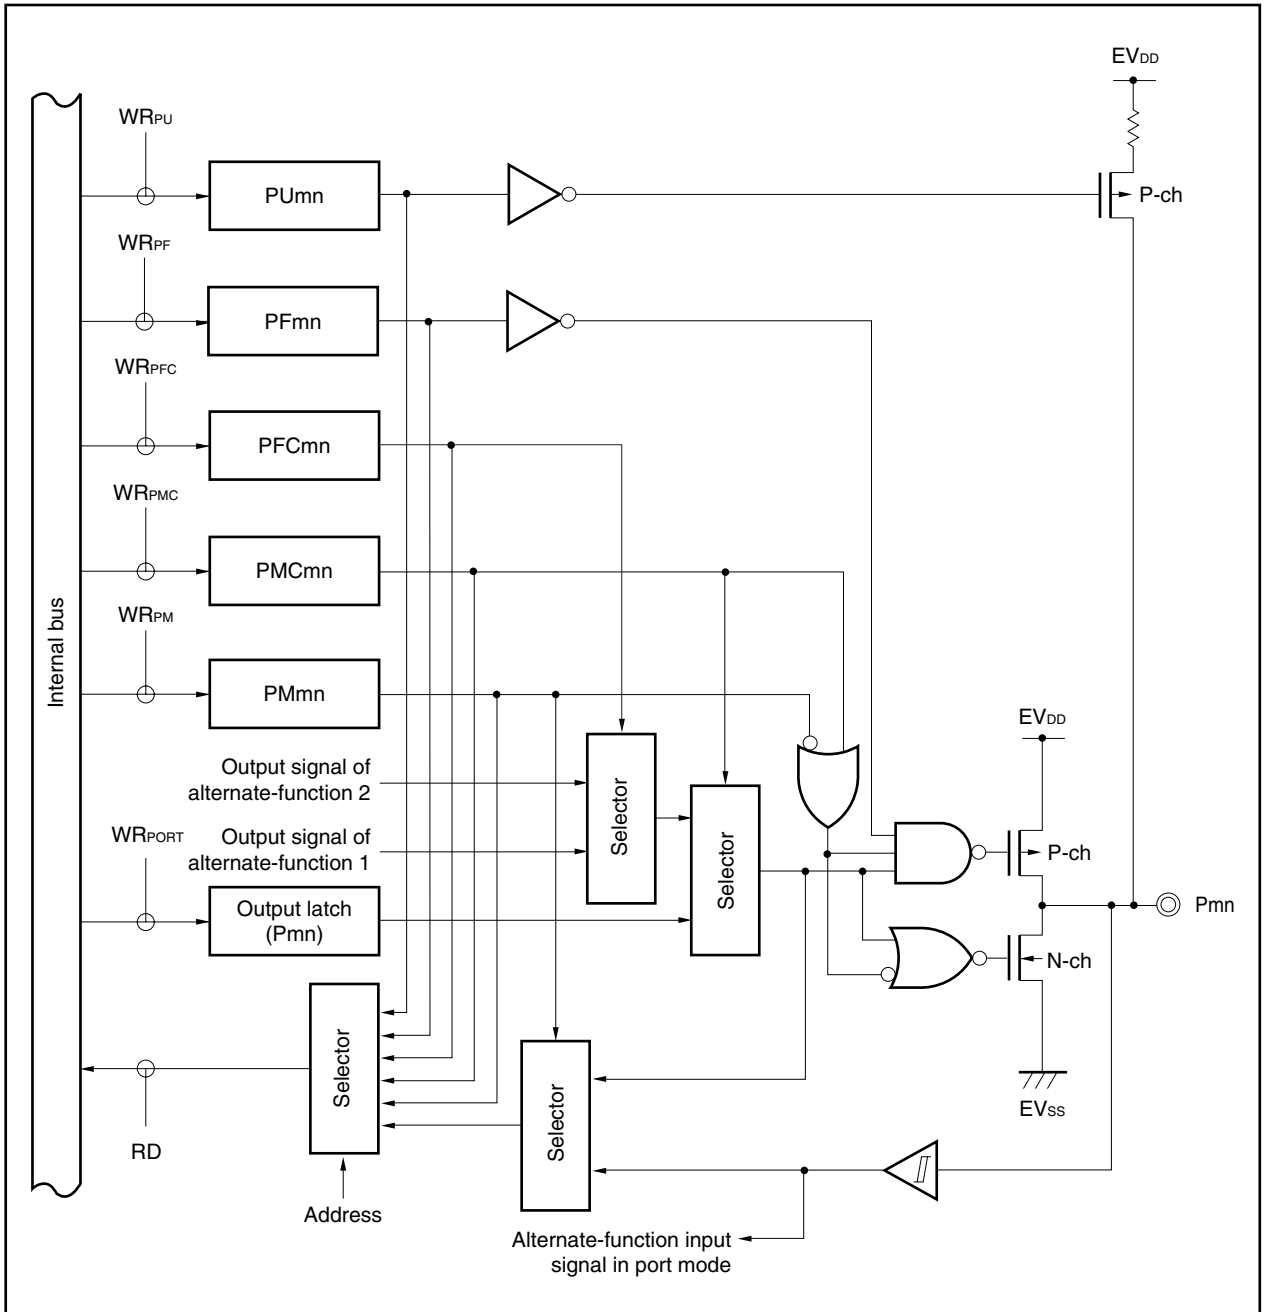 EVDD
WRPU
PUmn
P-ch
WRPF
PFmn
WRPFC
PFCmn
WRPMC
PMCmn
Internal bus
WRPM
PMmn
EVDD
Output signal of
alternate-function 2
Selector
Selector
WRPORT
Output signal of
alternate-function 1
P-ch
Output latch
(Pmn)
Pmn
N-ch
Selector
Selector
EVSS
RD
Address
Alternate-function input
signal in port mode